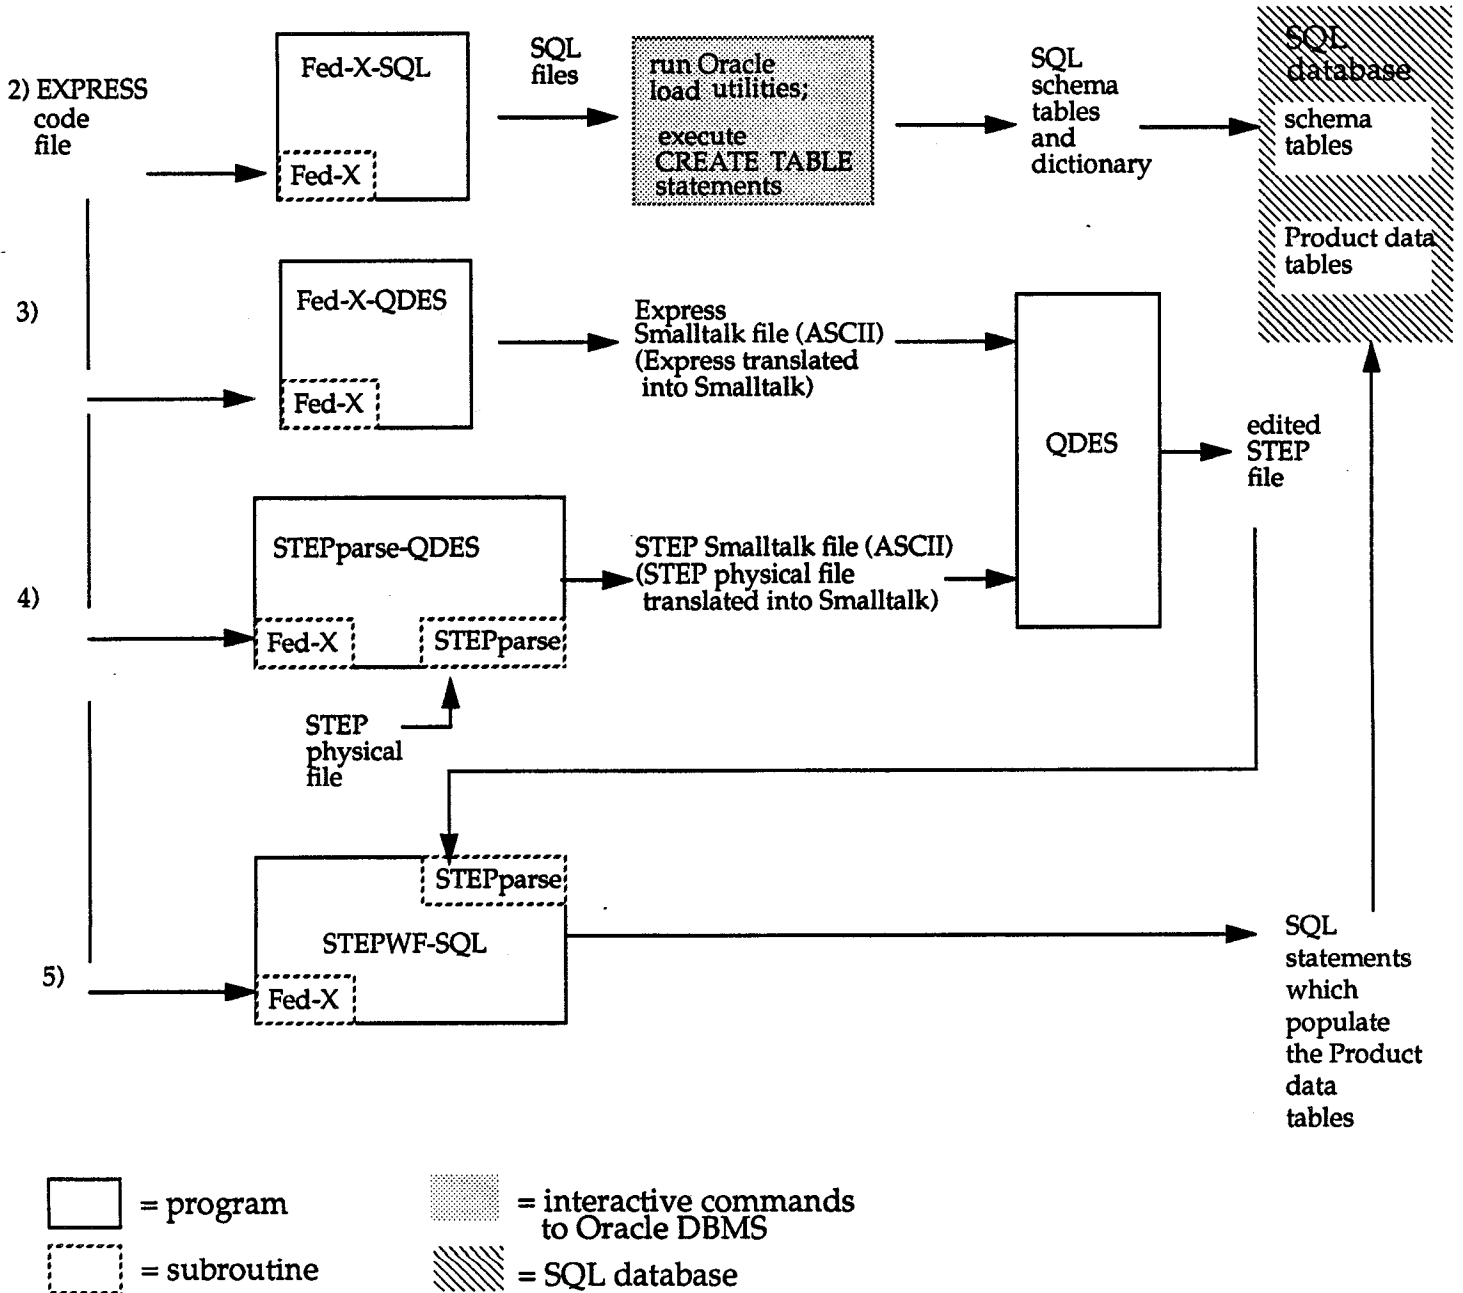 2) EXPRESS
code
file
Fed-X-SQL
Fed-X
SQL
files
run Oracle
load utilities;
execute
CREATE TABLE
statements
SQL
schema
tables
and
dictionary
SQL
database
schema
tables
Product data
tables
3)
Fed-X-QDES
Fed-X
Express
Smalltalk file (ASCII)
(Express translated
into Smalltalk)
QDES
edited
STEP
file
4)
STEPparse-QDES
Fed-X
STEPparse
STEP Smalltalk file (ASCII)
(STEP physical file
translated into Smalltalk)
STEP
physical
file
5)
STEPparse
STEPWF-SQL
Fed-X
SQL
statements
which
populate
the Product
data
tables
= program
= interactive commands
to Oracle DBMS
= subroutine
= SQL database